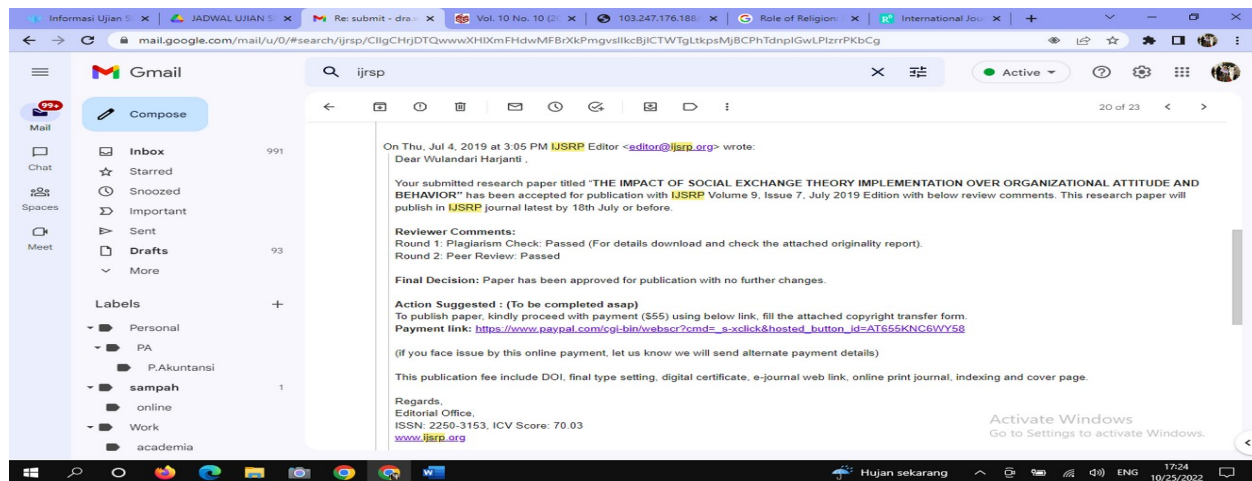 Informasi Ujian S
JADWAL UJIAN S
Re: submit - dra.
Vol. 10 No. 10 (2
103.247.176.188
Role of Religion
International Jou
mail.google.com/mail/u/0/#search/ijrsp/
Gmail
ijrsp
Active
99+
Mail
Chat
Spaces
Meet
Compose
Inbox 991
Starred
Snoozed
Important
Sent
Drafts 93
More
Labels
Personal
PA
P.Akuntansi
sampah 1
online
Work
academia
20 of 23
On Thu, Jul 4, 2019 at 3:05 PM IJSRP Editor <editor@ijsrp.org> wrote:
Dear Wulandari Harjanti ,
Your submitted research paper titled "THE IMPACT OF SOCIAL EXCHANGE THEORY IMPLEMENTATION OVER ORGANIZATIONAL ATTITUDE AND
BEHAVIOR" has been accepted for publication with IJSRP Volume 9, Issue 7, July 2019 Edition with below review comments. This research paper will
publish in IJSRP journal latest by 18th July or before.
Reviewer Comments:
Round 1: Plagiarism Check: Passed (For details download and check the attached originality report).
Round 2: Peer Review: Passed
Final Decision: Paper has been approved for publication with no further changes.
Action Suggested : (To be completed asap)
To publish paper, kindly proceed with payment ($55) using below link, fill the attached copyright transfer form.
Payment link: https://www.paypal.com/cgi-bin/webscr?cmd=_s-xclick&hosted_button_id=AT655KNC6WY58
(if you face issue by this online payment, let us know we will send alternate payment details)
This publication fee include DOI, final type setting, digital certificate, e-journal web link, online print journal, indexing and cover page.
Regards,
Editorial Office,
ISSN: 2250-3153, ICV Score: 70.03
www.ijsrp.org
Activate Windows
Go to Settings to activate Windows.
Hujan sekarang
ENG
17:24
10/25/2022